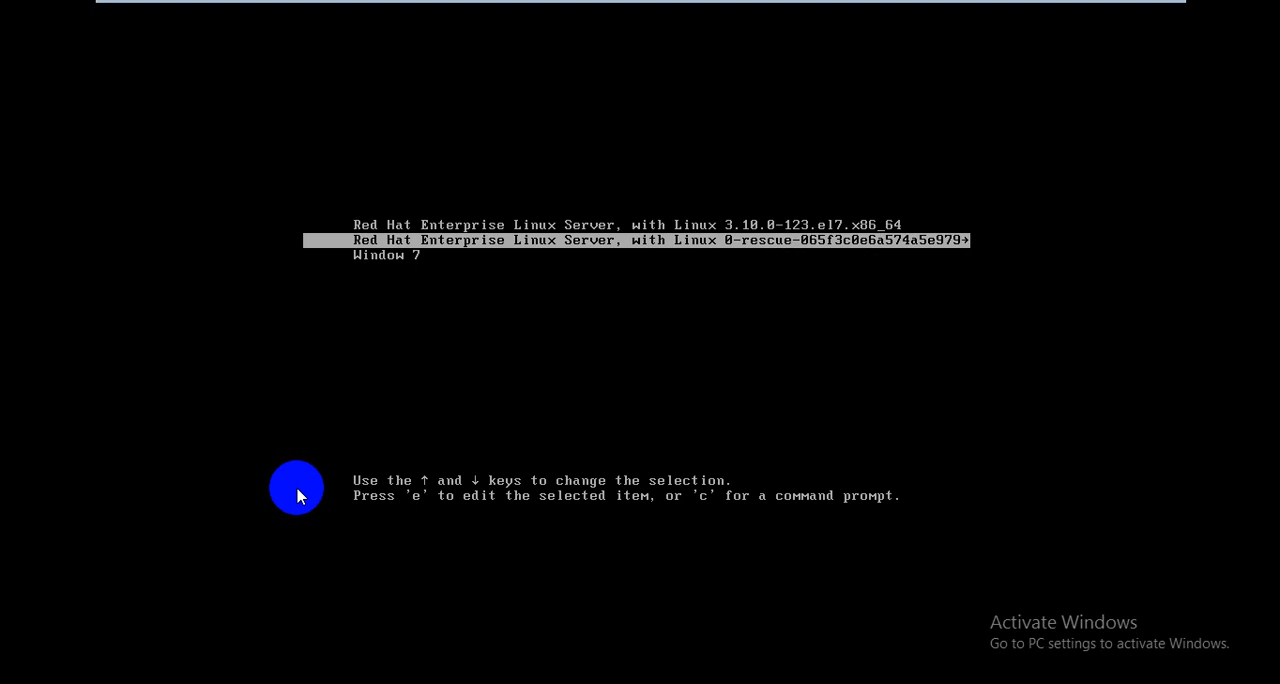 Red Hat Enterprise Linux Server, with Linux 3.10.0-123.el7.x86_64
Red Hat Enterprise Linux Server, with Linux 0-rescue-065f3c0e6a574a5e979→
Window 7
Use the ↑ and ↓ keys to change the selection.
Press 'e' to edit the selected item, or 'c' for a command prompt.
Activate Windows
Go to PC settings to activate Windows.